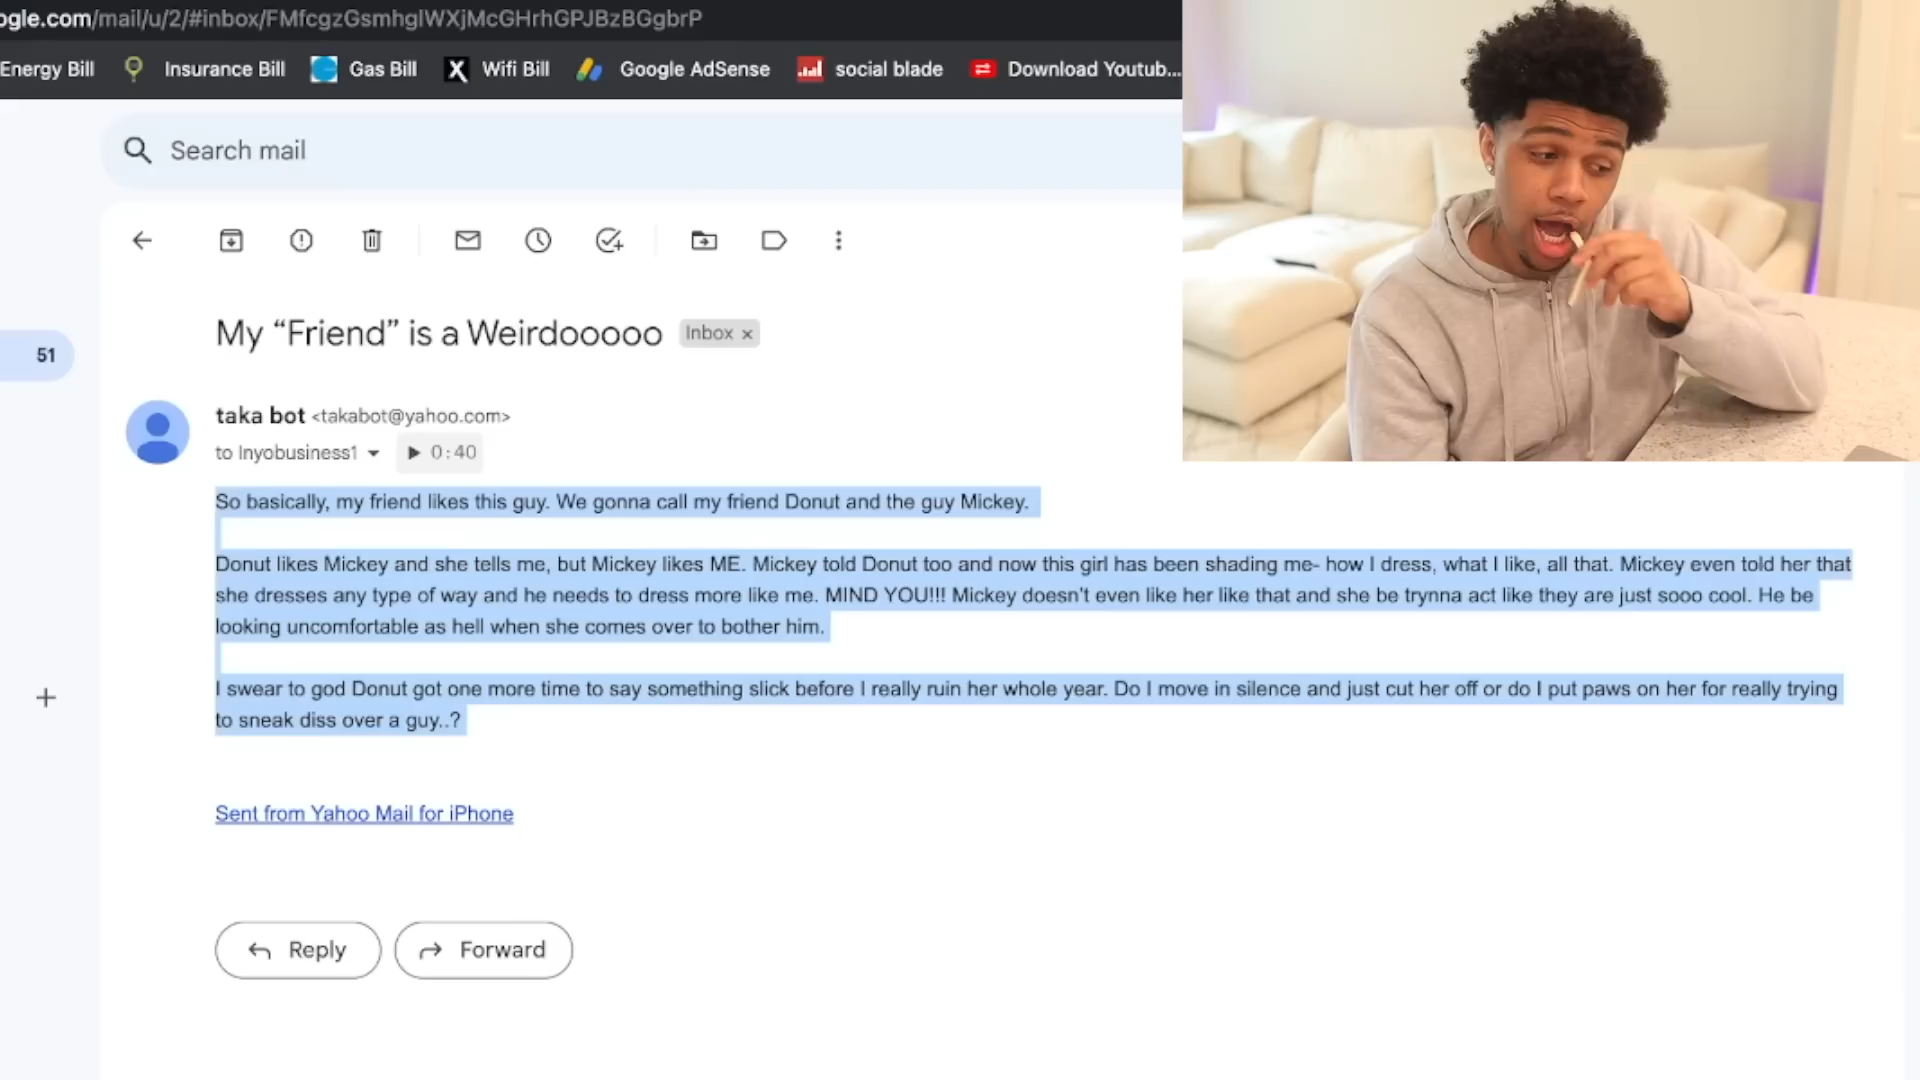 ogle.com/mail/u/2/#inbox/FMfcgzGsmhglWXjMcGHrhGPJBzBGgbrP
Energy Bill Insurance Bill Gas Bill X Wifi Bill Google AdSense social blade Download Youtub...
Search mail
51
My “Friend” is a Weirdooooo Inbox ×
taka bot <takabot@yahoo.com>
to Inyobusiness1 0:40
So basically, my friend likes this guy. We gonna call my friend Donut and the guy Mickey.
Donut likes Mickey and she tells me, but Mickey likes ME. Mickey told Donut too and now this girl has been shading me- how I dress, what I like, all that. Mickey even told her that
she dresses any type of way and he needs to dress more like me. MIND YOU!!! Mickey doesn't even like her like that and she be trynna act like they are just sooo cool. He be
looking uncomfortable as hell when she comes over to bother him.
I swear to god Donut got one more time to say something slick before I really ruin her whole year. Do I move in silence and just cut her off or do I put paws on her for really trying
to sneak diss over a guy..?
Sent from Yahoo Mail for iPhone
Reply Forward